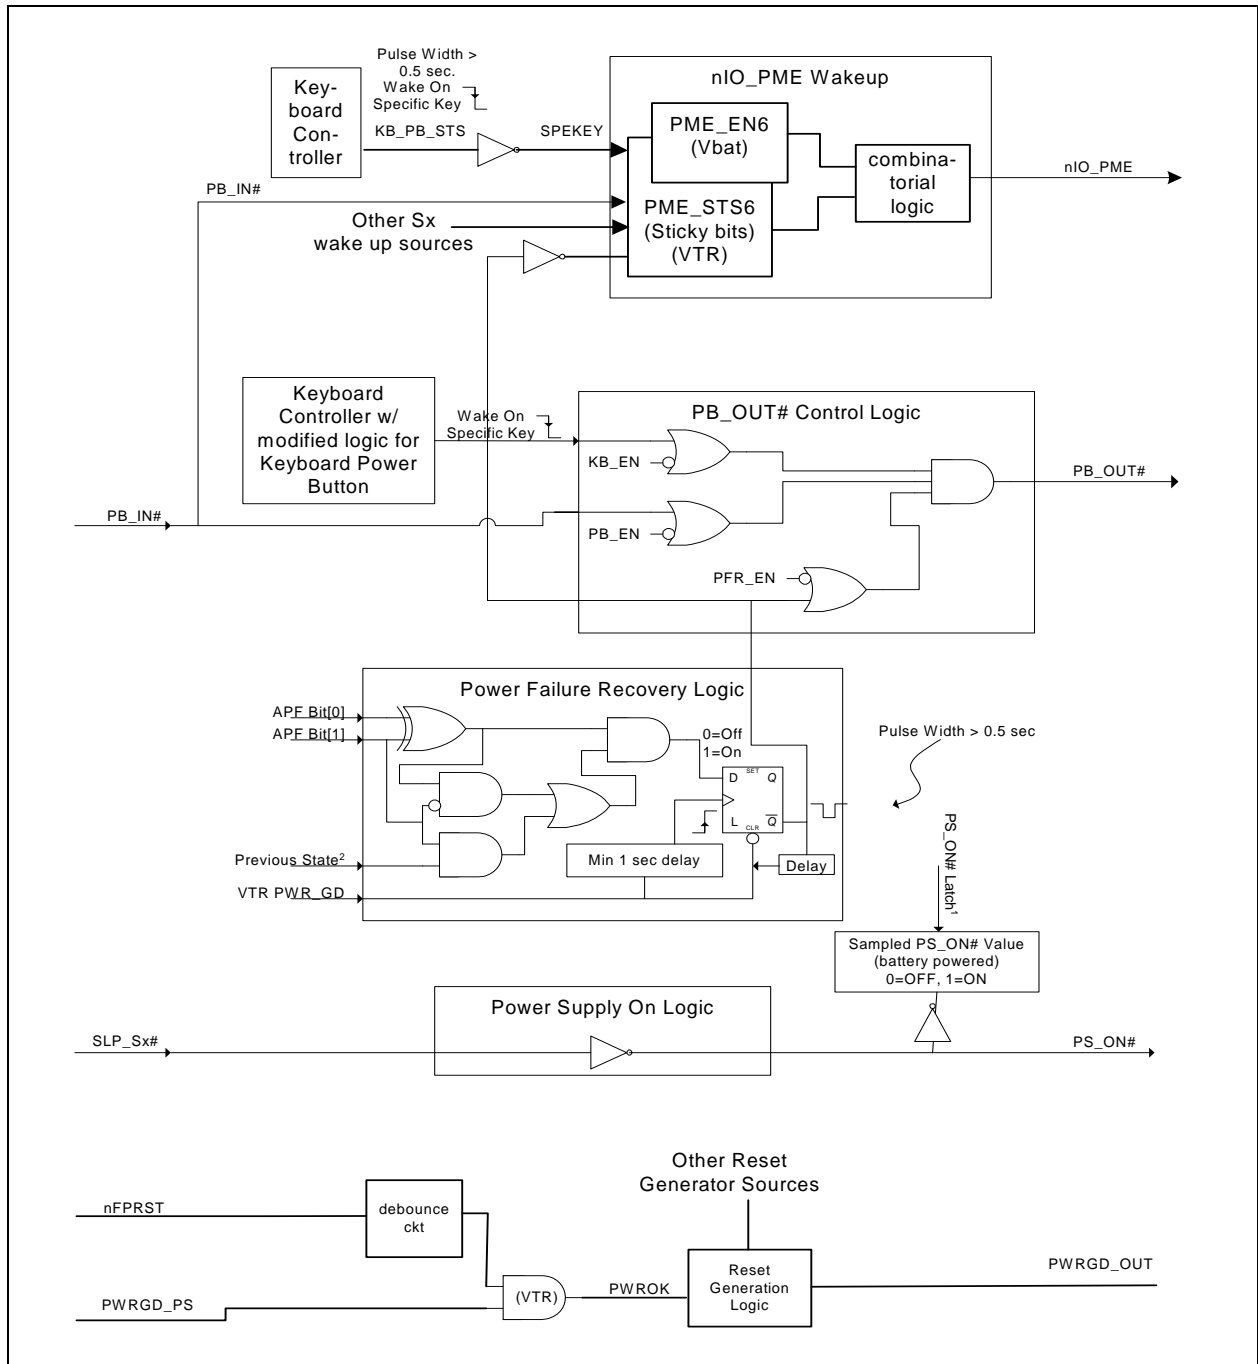 Pulse Width >
0.5 sec.
Wake On
Specific Key
Key-
board
Con-
troller
KB_PB_STS
SPEKEY
nIO_PME Wakeup
PME_EN6
(Vbat)
PME_STS6
(Sticky bits)
(VTR)
combina-
torial
logic
nIO_PME
PB_IN#
Other Sx
wake up sources
Keyboard
Controller w/
modified logic for
Keyboard Power
Button
Wake On
Specific Key
PB_OUT# Control Logic
KB_EN
PB_EN
PFR_EN
PB_OUT#
PB_IN#
Power Failure Recovery Logic
APF Bit[0]
APF Bit[1]
0=Off
1=On
D
SET
Q
L
CLR
Q
Previous State²
Min 1 sec delay
Delay
VTR PWR_GD
Pulse Width > 0.5 sec
PS_ON# Latch¹
Sampled PS_ON# Value
(battery powered)
0=OFF, 1=ON
Power Supply On Logic
SLP_Sx#
PS_ON#
Other Reset
Generator Sources
nFPRST
debounce
ckt
PWRGD_PS
(VTR)
PWROK
Reset
Generation
Logic
PWRGD_OUT